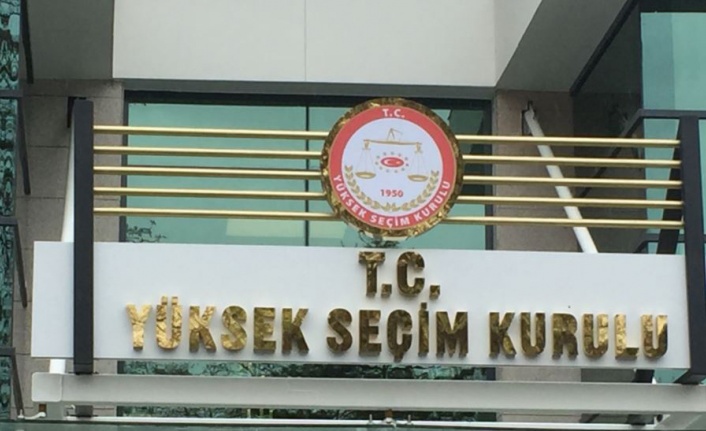 T.C.
1950
YÜKSEK SEÇİM KURULU
T.C.
YÜKSEK SEÇİM KURULU